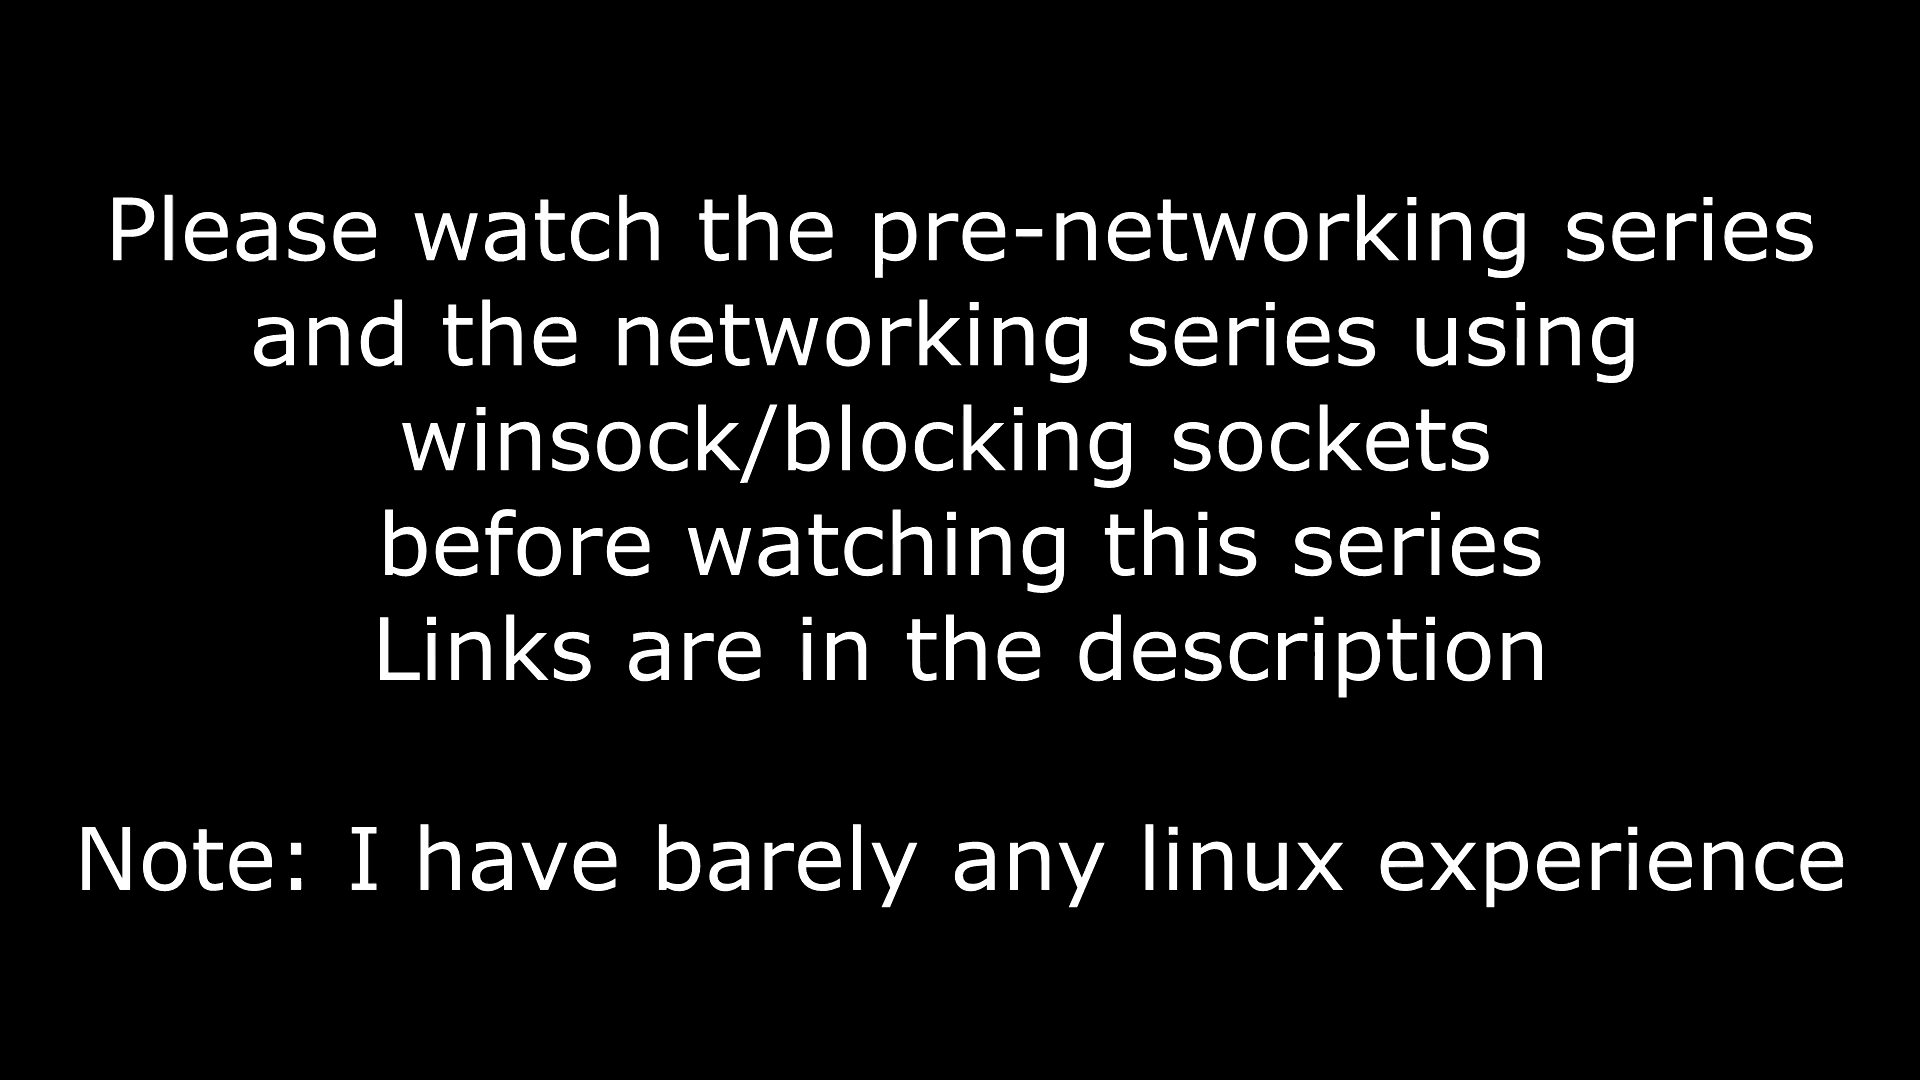 Please watch the pre-networking series
and the networking series using
winsock/blocking sockets
before watching this series
Links are in the description
Note: I have barely any linux experience